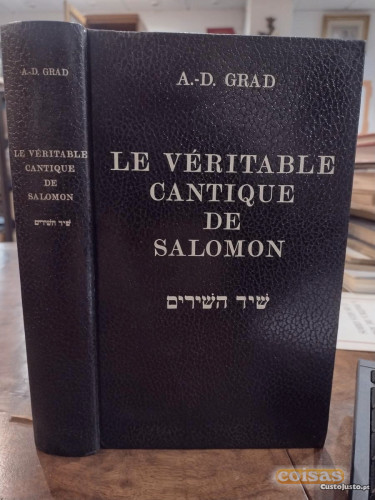 A.-D. GRAD
LE VÉRITABLE
CANTIQUE
DE
SALOMON
שיר השירים
A.-D. GRAD
LE VÉRITABLE
CANTIQUE
DE
SALOMON
שיר השירים
coisas
CustoJusto.pt